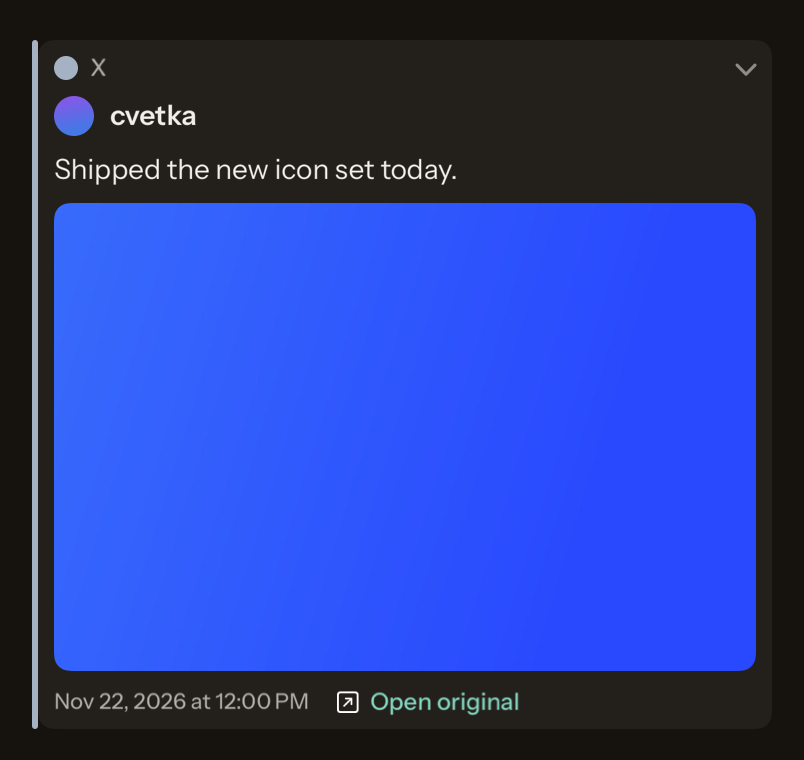 X
cvetka
Shipped the new icon set today.
Nov 22, 2026 at 12:00 PM Open original